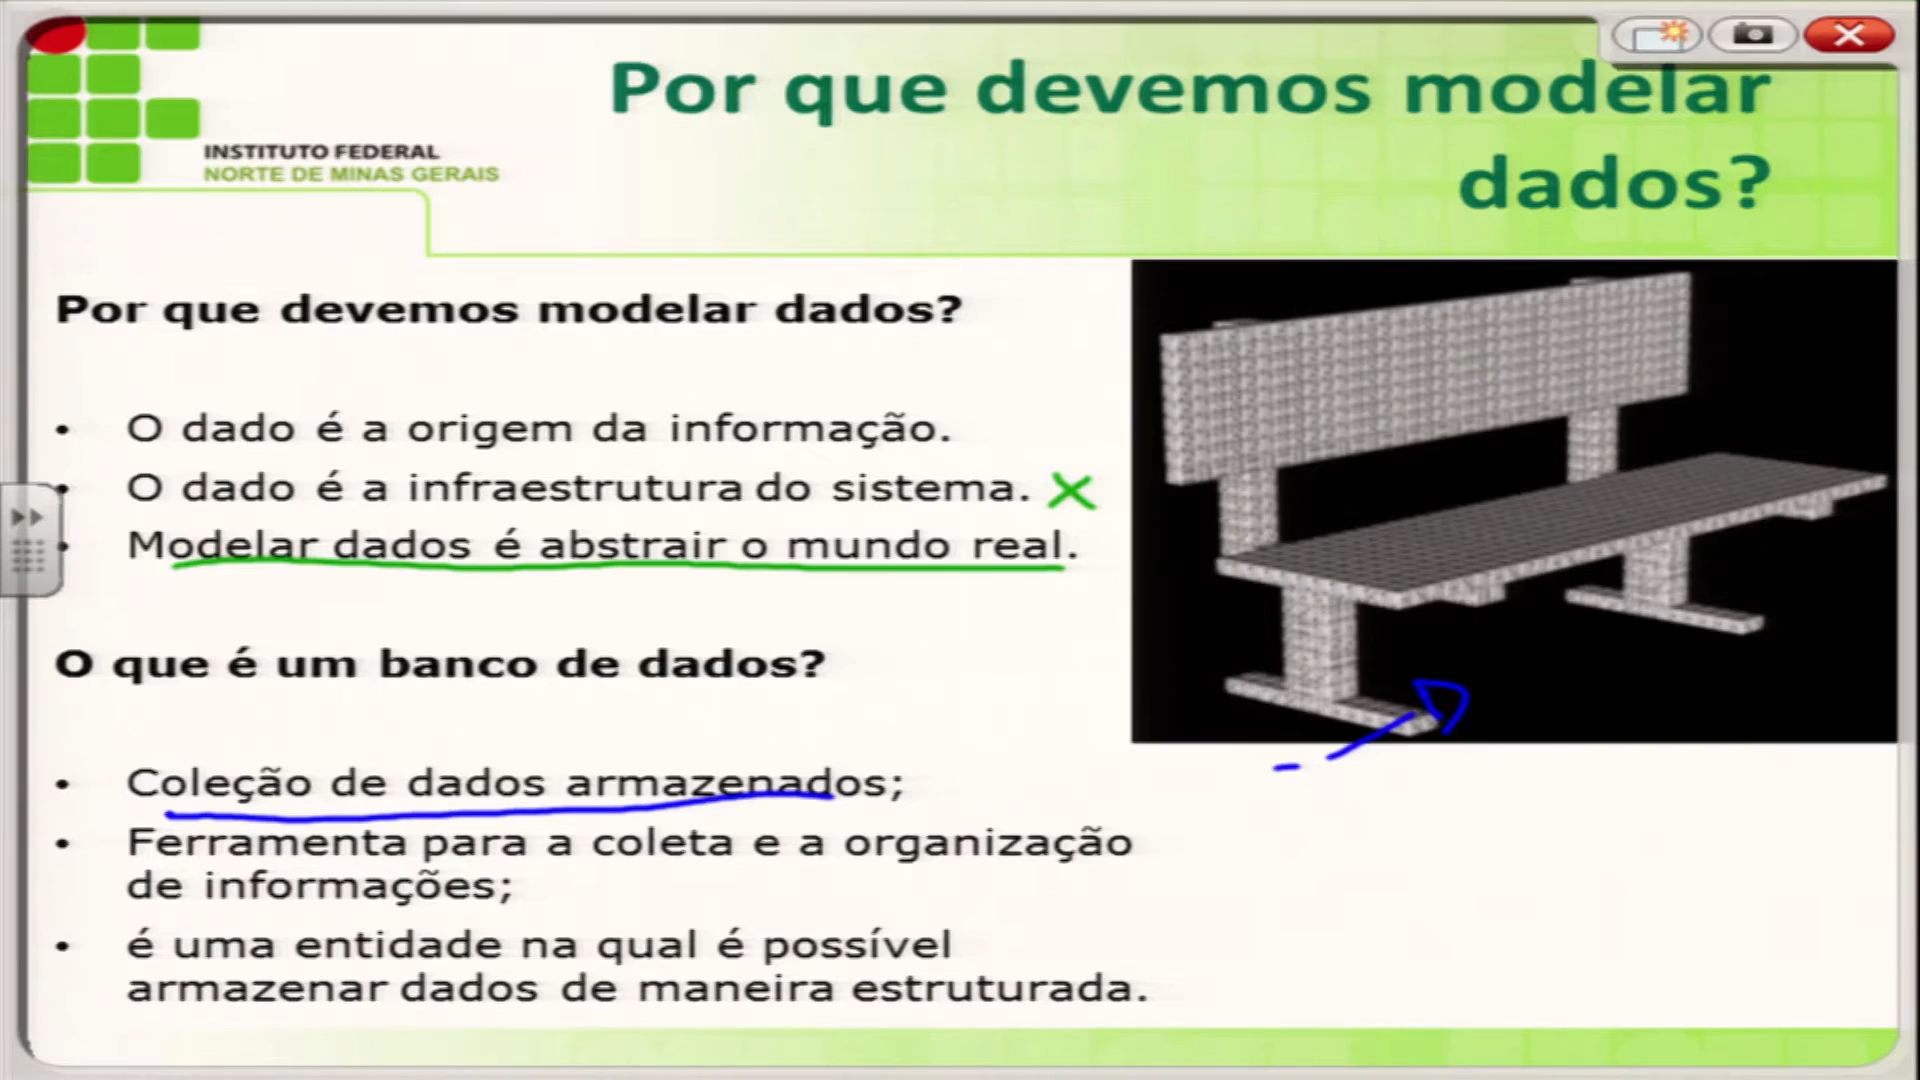 Por que devemos modelar
dados?
INSTITUTO FEDERAL
NORTE DE MINAS GERAIS
Por que devemos modelar dados?
• O dado é a origem da informação.
• O dado é a infraestrutura do sistema.
• Modelar dados é abstrair o mundo real.
O que é um banco de dados?
• Coleção de dados armazenados;
• Ferramenta para a coleta e a organização
de informações;
• é uma entidade na qual é possível
armazenar dados de maneira estruturada.